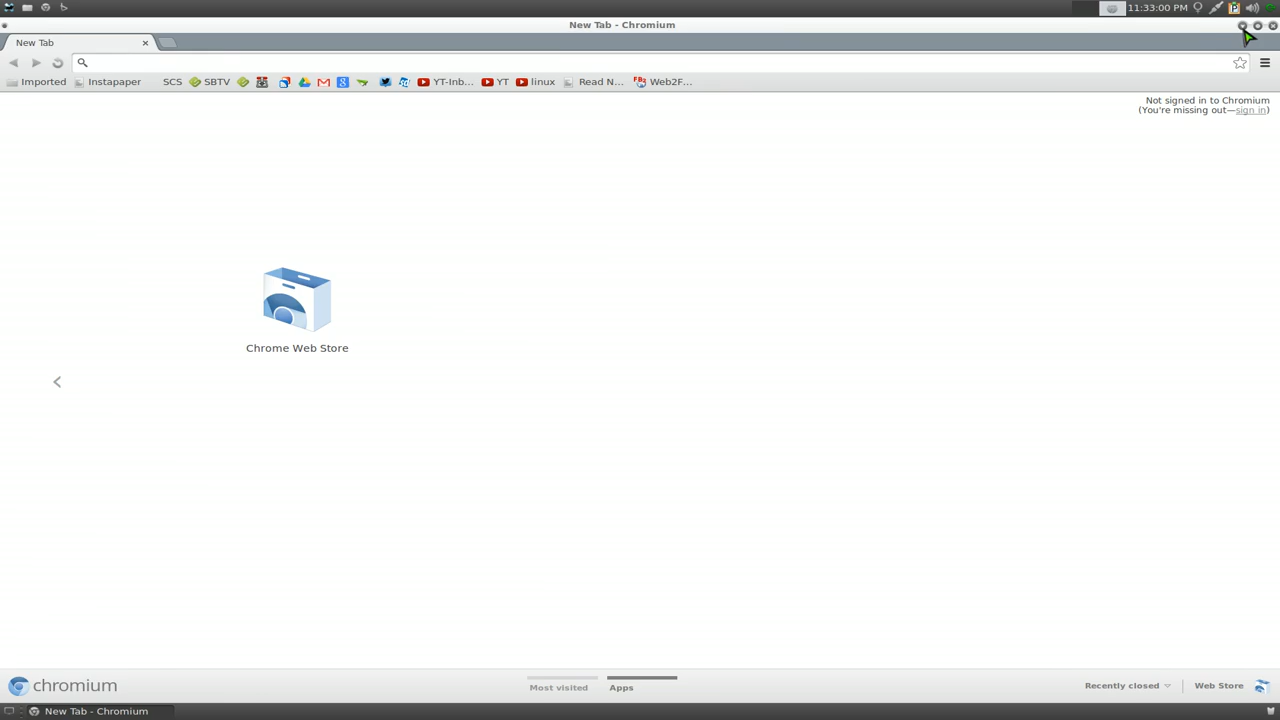 11:33:00 PM
New Tab - Chromium
New Tab
Imported Instapaper SCS SBTV YT-Inb... YT linux Read N... Web2F...
Not signed in to Chromium
(You're missing out—sign in)
Chrome Web Store
chromium Most visited Apps Recently closed Web Store
New Tab - Chromium